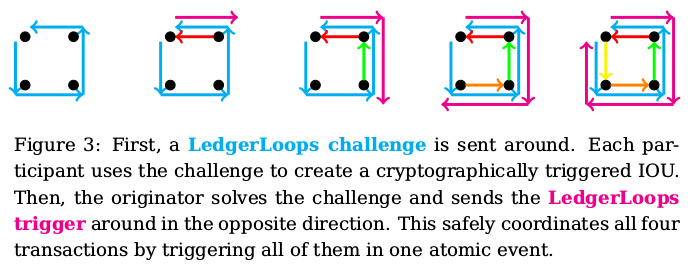 Figure 3: First, a LedgerLoops challenge is sent around. Each par-
ticipant uses the challenge to create a cryptographically triggered IOU.
Then, the originator solves the challenge and sends the LedgerLoops
trigger around in the opposite direction. This safely coordinates all four
transactions by triggering all of them in one atomic event.